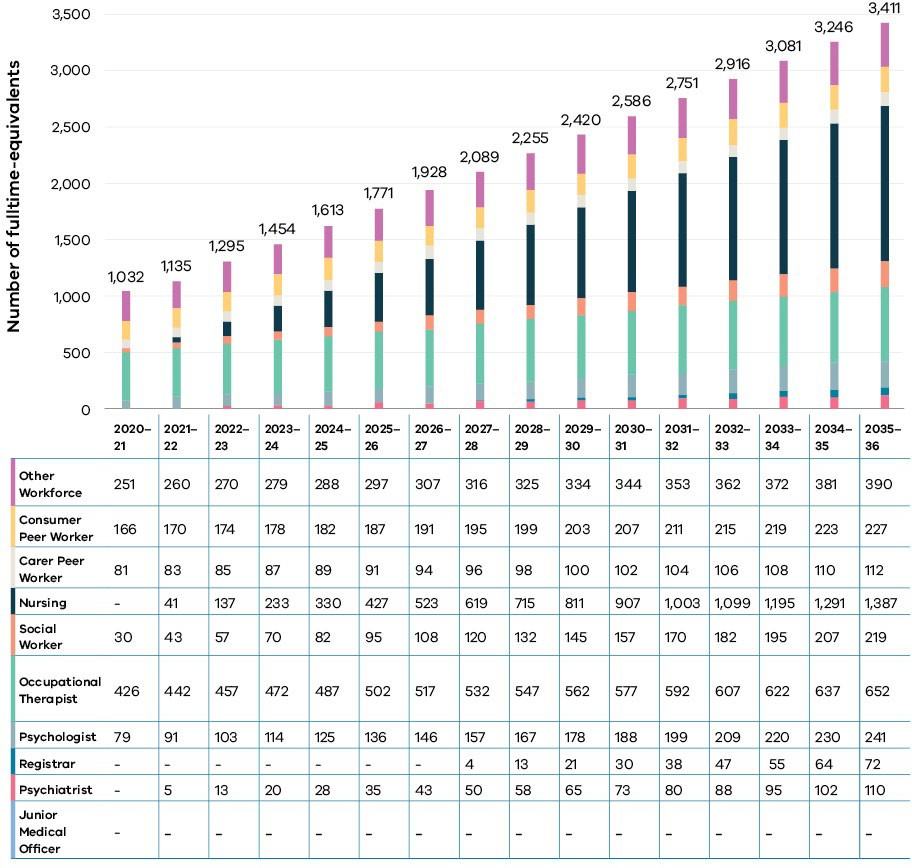 Number of fulltime-equivalents
3,500
3,000
2,500
2,000
1,500
1,000
500
0
1,032
1,135
1,295
1,454
1,613
1,771
1,928
2,089
2,255
2,420
2,586
2,751
2,916
3,081
3,246
3,411
2020– 2021– 2022– 2023– 2024– 2025– 2026– 2027– 2028– 2029– 2030– 2031– 2032– 2033– 2034– 2035–
21 22 23 24 25 26 27 28 29 30 31 32 33 34 35 36
Other
Workforce
251 260 270 279 288 297 307 316 325 334 344 353 362 372 381 390
Consumer
Peer Worker
166 170 174 178 182 187 191 195 199 203 207 211 215 219 223 227
Carer Peer
Worker
81 83 85 87 89 91 94 96 98 100 102 104 106 108 110 112
Nursing - 41 137 233 330 427 523 619 715 811 907 1,003 1,099 1,195 1,291 1,387
Social
Worker
30 43 57 70 82 95 108 120 132 145 157 170 182 195 207 219
Occupational
Therapist
426 442 457 472 487 502 517 532 547 562 577 592 607 622 637 652
Psychologist 79 91 103 114 125 136 146 157 167 178 188 199 209 220 230 241
Registrar - - - - - - - 4 13 21 30 38 47 55 64 72
Psychiatrist - 5 13 20 28 35 43 50 58 65 73 80 88 95 102 110
Junior
Medical
Officer
- – – – – – – – – – – – – – – –